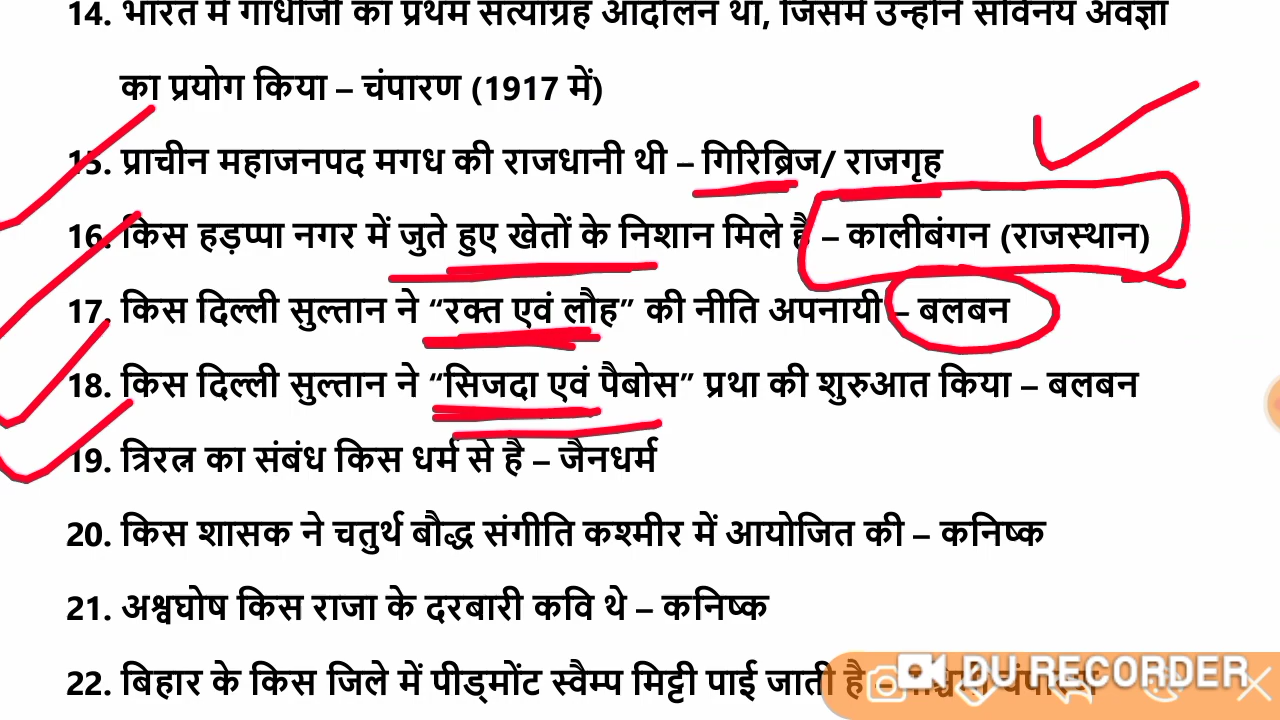 14. भारत में गांधीजी का प्रथम सत्याग्रह आंदोलन था, जिसमें उन्होंने सविनय अवज्ञा
का प्रयोग किया – चंपारण (1917 में)
15. प्राचीन महाजनपद मगध की राजधानी थी – गिरिब्रिज/ राजगृह
16. किस हड़प्पा नगर में जुते हुए खेतों के निशान मिले है – कालीबंगन (राजस्थान)
17. किस दिल्ली सुल्तान ने “रक्त एवं लौह” की नीति अपनायी – बलबन
18. किस दिल्ली सुल्तान ने “सिजदा एवं पैबोस” प्रथा की शुरुआत किया – बलबन
19. त्रिरत्न का संबंध किस धर्म से है – जैनधर्म
20. किस शासक ने चतुर्थ बौद्ध संगीति कश्मीर में आयोजित की – कनिष्क
21. अश्वघोष किस राजा के दरबारी कवि थे – कनिष्क
22. बिहार के किस जिले में पीड्मोंट स्वैम्प मिट्टी पाई जाती है –
DU RECORDER